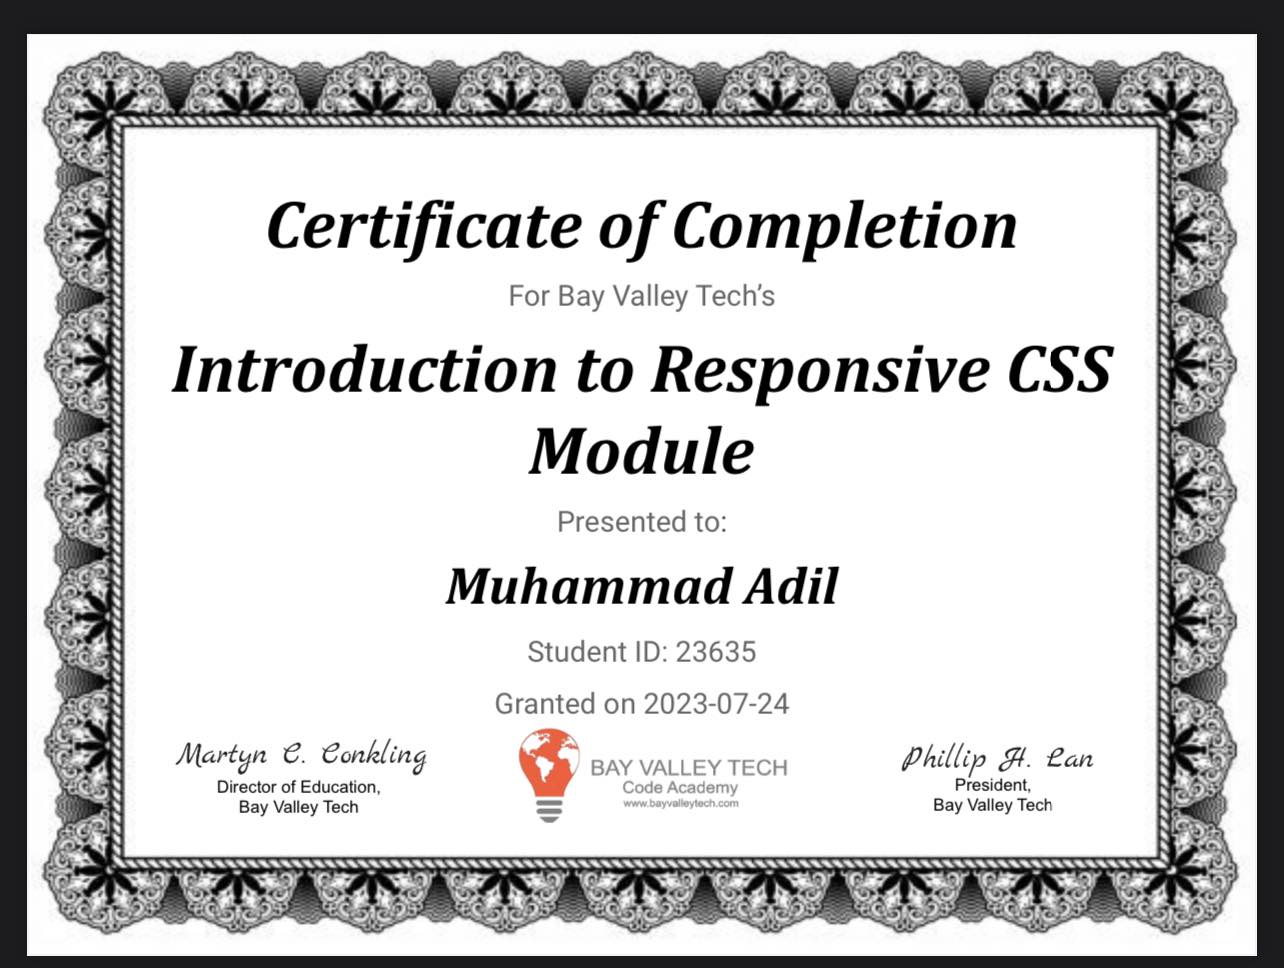 Certificate of Completion
For Bay Valley Tech’s
Introduction to Responsive CSS
Module
Presented to:
Muhammad Adil
Student ID: 23635
Granted on 2023-07-24
Martyn C. Conkling
Director of Education,
Bay Valley Tech
BAY VALLEY TECH
Code Academy
www.bayvalleytech.com
Phillip H. Lan
President,
Bay Valley Tech